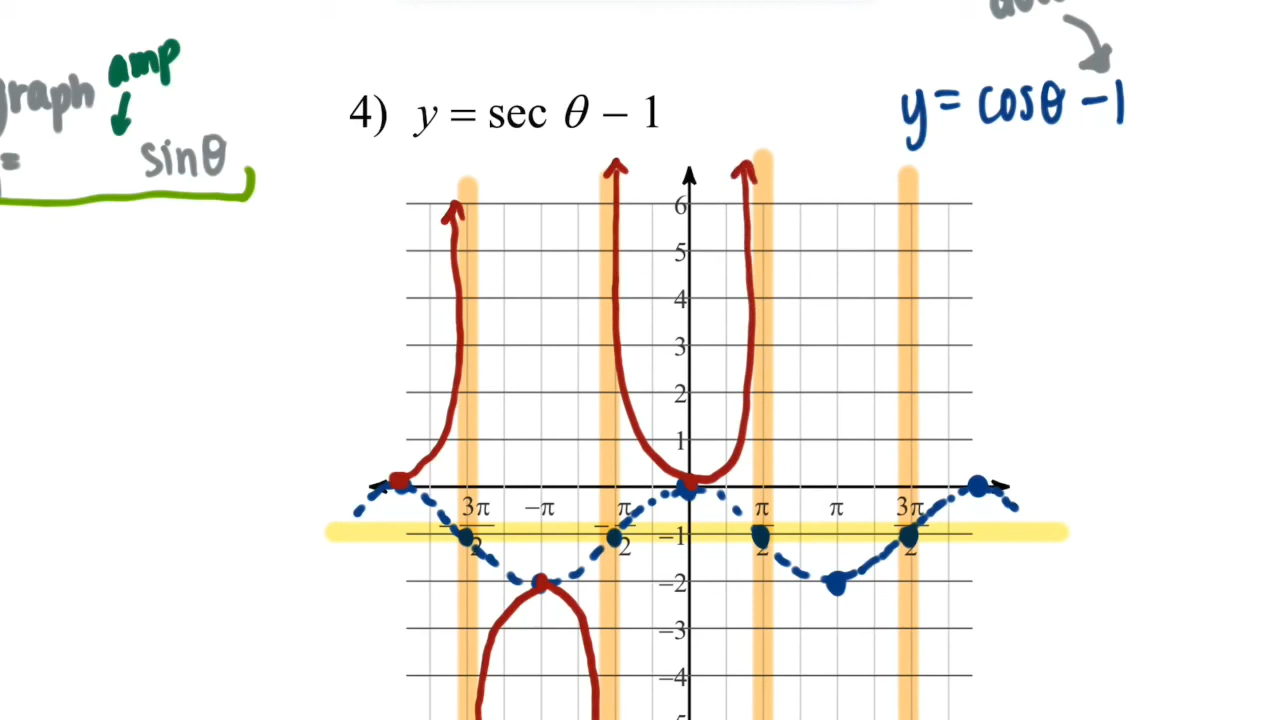 amp
graph
= sinθ
4) y = sec θ − 1
y = cosθ −1
6
5
4
3
2
1
−3π/2 −π −π/2 π/2 π 3π/2
−1
−2
−3
−4